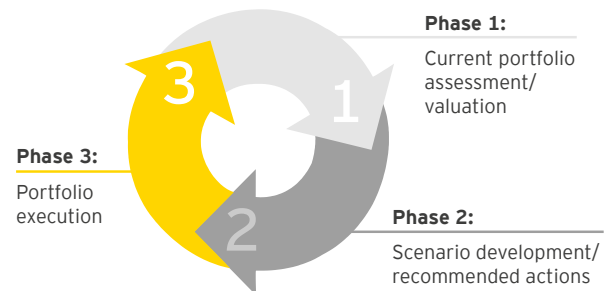 Phase 1:
Current portfolio
assessment/
valuation
3
1
Phase 3:
Portfolio
execution
2
Phase 2:
Scenario development/
recommended actions